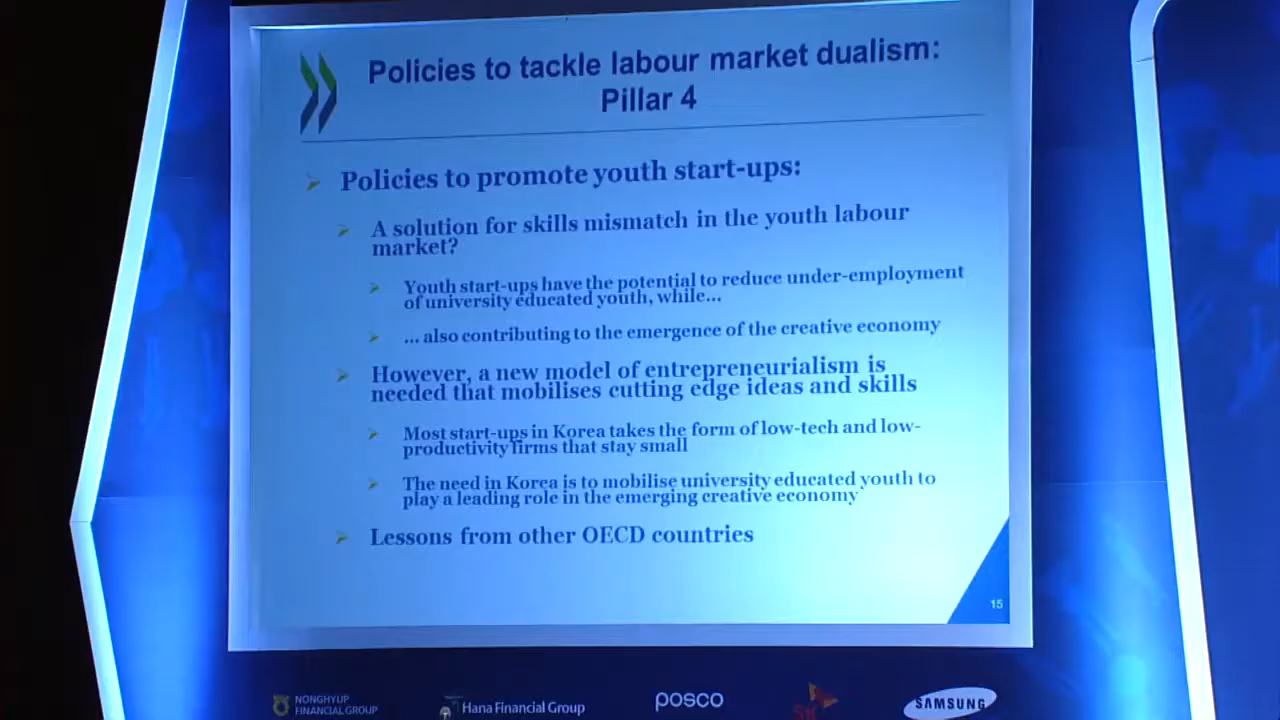 Policies to tackle labour market dualism:
Pillar 4
Policies to promote youth start-ups:
A solution for skills mismatch in the youth labour
market?
Youth start-ups have the potential to reduce under-employment
of university educated youth, while...
... also contributing to the emergence of the creative economy
However, a new model of entrepreneurialism is
needed that mobilises cutting edge ideas and skills
Most start-ups in Korea takes the form of low-tech and low-
productivity firms that stay small
The need in Korea is to mobilise university educated youth to
play a leading role in the emerging creative economy
Lessons from other OECD countries
15
NONGHYUP
FINANCIAL GROUP
Hana Financial Group
posco
SK
SAMSUNG